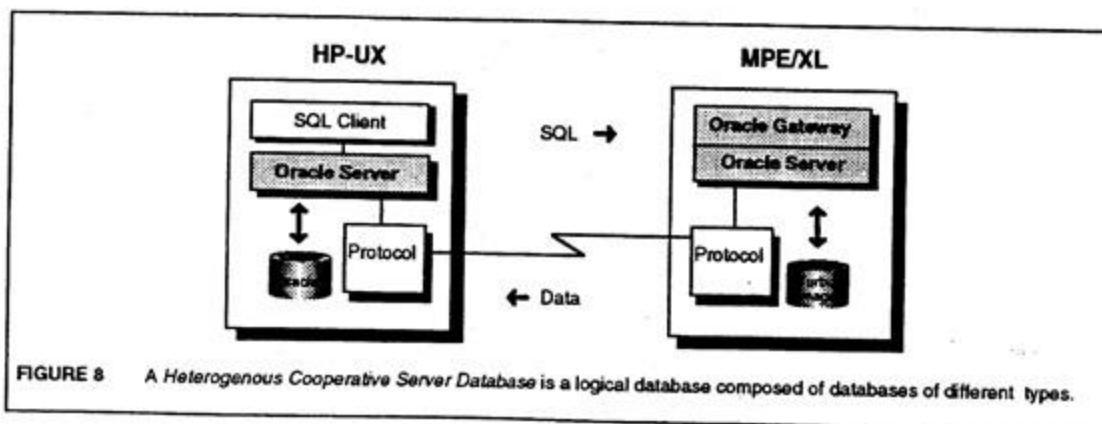 HP-UX
MPE/XL
SQL Client
Oracle Server
Protocol
SQL →
← Data
Oracle Gateway
Oracle Server
Protocol
FIGURE 8 A Heterogenous Cooperative Server Database is a logical database composed of databases of different types.